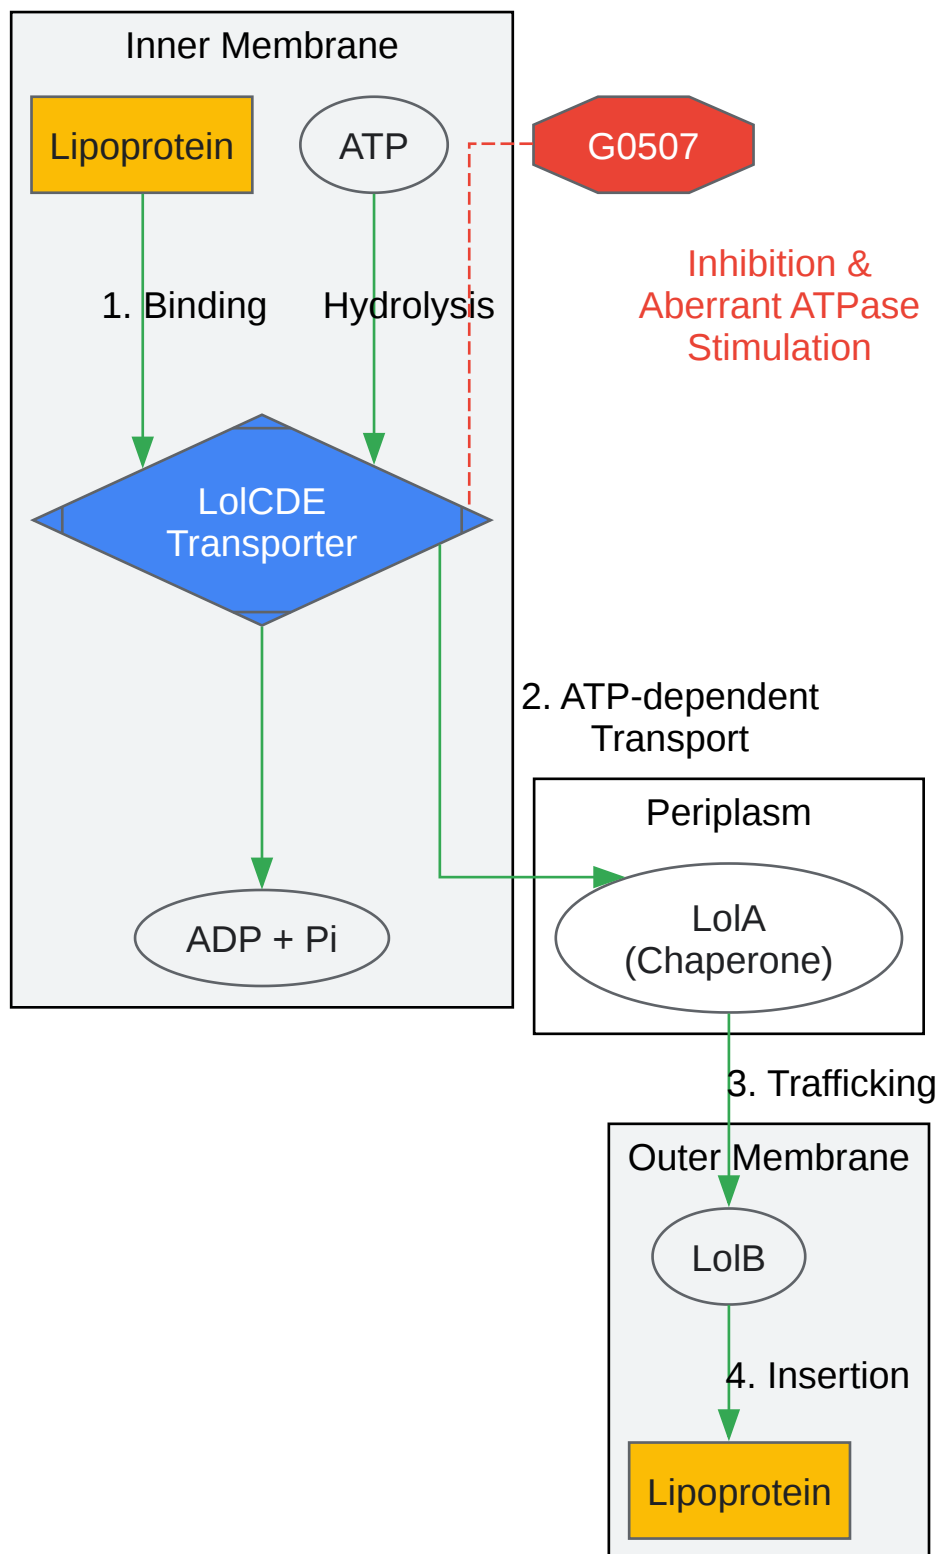 Inner Membrane
Lipoprotein
ATP
G0507
Inhibition &
Aberrant ATPase
Stimulation
1. Binding
Hydrolysis
LolCDE
Transporter
2. ATP-dependent
Transport
Periplasm
LolA
(Chaperone)
ADP + Pi
3. Trafficking
Outer Membrane
LolB
4. Insertion
Lipoprotein